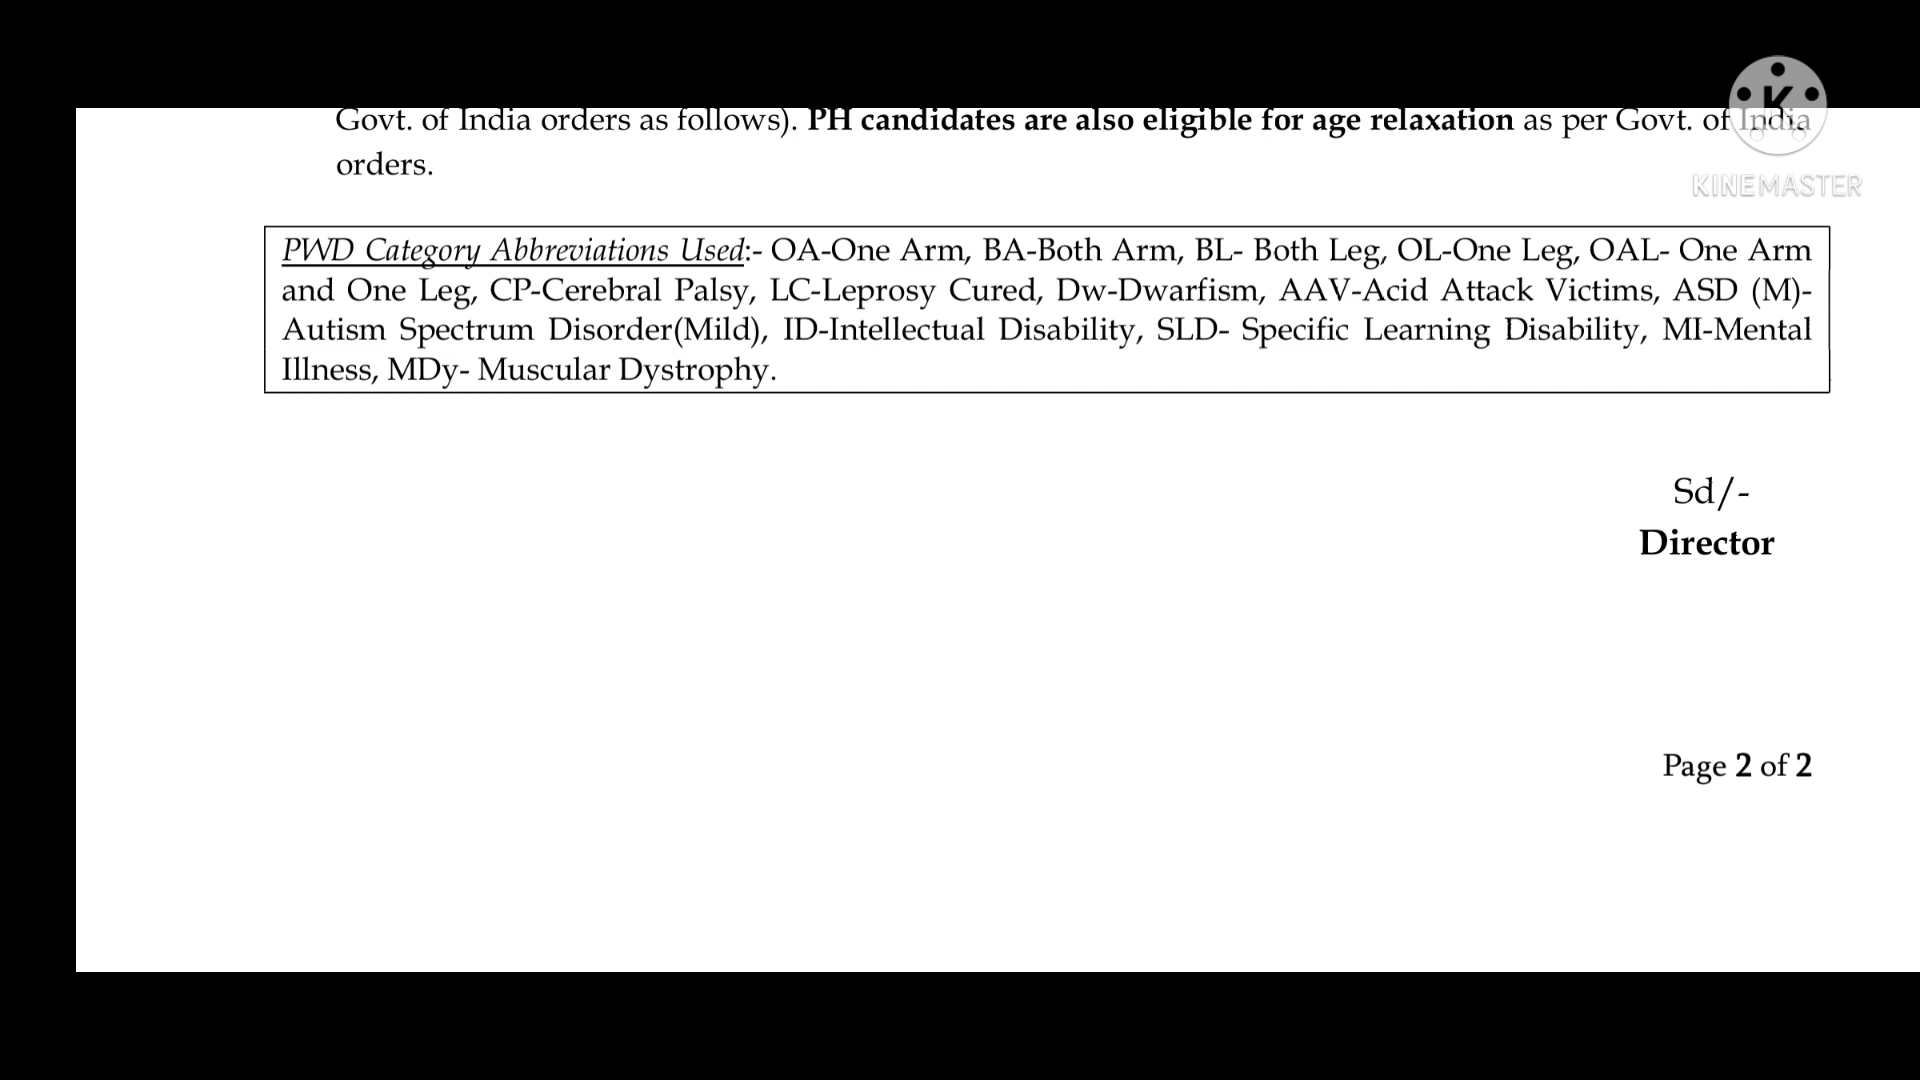 Govt. of India orders as follows). PH candidates are also eligible for age relaxation as per Govt. of India
orders.
KINEMASTER
PWD Category Abbreviations Used:- OA-One Arm, BA-Both Arm, BL- Both Leg, OL-One Leg, OAL- One Arm
and One Leg, CP-Cerebral Palsy, LC-Leprosy Cured, Dw-Dwarfism, AAV-Acid Attack Victims, ASD (M)-
Autism Spectrum Disorder(Mild), ID-Intellectual Disability, SLD- Specific Learning Disability, MI-Mental
Illness, MDy- Muscular Dystrophy.
Sd/-
Director
Page 2 of 2